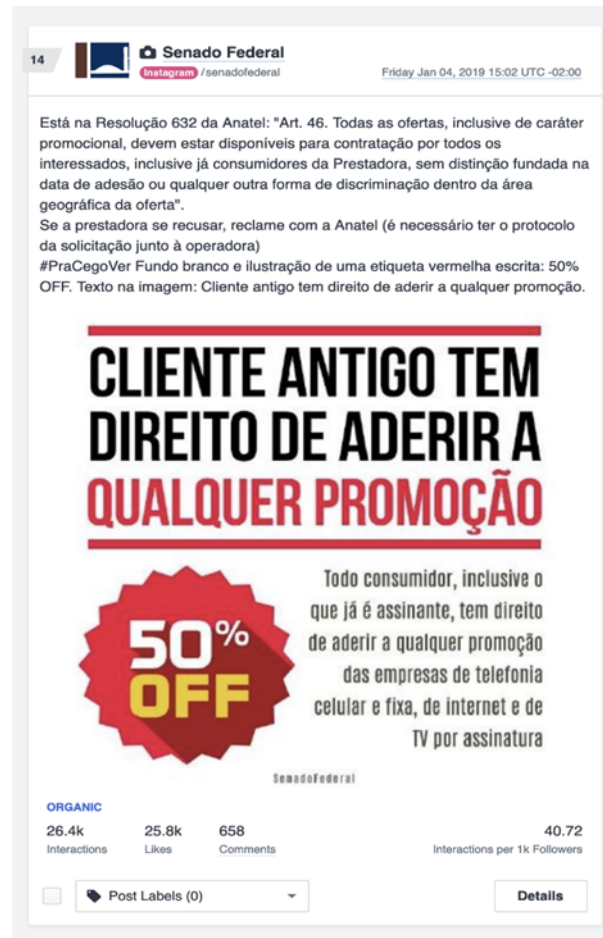 14
Senado Federal
Instagram /senadofederal
Friday Jan 04, 2019 15:02 UTC -02:00
Está na Resolução 632 da Anatel: "Art. 46. Todas as ofertas, inclusive de caráter
promocional, devem estar disponíveis para contratação por todos os
interessados, inclusive já consumidores da Prestadora, sem distinção fundada na
data de adesão ou qualquer outra forma de discriminação dentro da área
geográfica da oferta".
Se a prestadora se recusar, reclame com a Anatel (é necessário ter o protocolo
da solicitação junto à operadora)
#PraCegoVer Fundo branco e ilustração de uma etiqueta vermelha escrita: 50%
OFF. Texto na imagem: Cliente antigo tem direito de aderir a qualquer promoção.
CLIENTE ANTIGO TEM
DIREITO DE ADERIR A
QUALQUER PROMOÇÃO
50%
OFF
Todo consumidor, inclusive o
que já é assinante, tem direito
de aderir a qualquer promoção
das empresas de telefonia
celular e fixa, de internet e de
TV por assinatura
SenadoFederal
ORGANIC
26.4k 25.8k 658 40.72
Interactions Likes Comments Interactions per 1k Followers
Post Labels (0)
Details